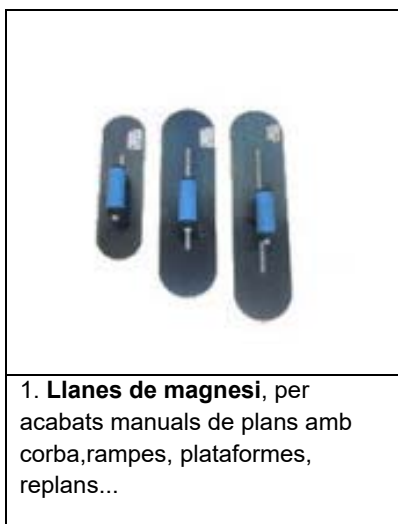 1. Llanes de magnesi, per
acabats manuals de plans amb
corba,rampes, plataformes,
replans...